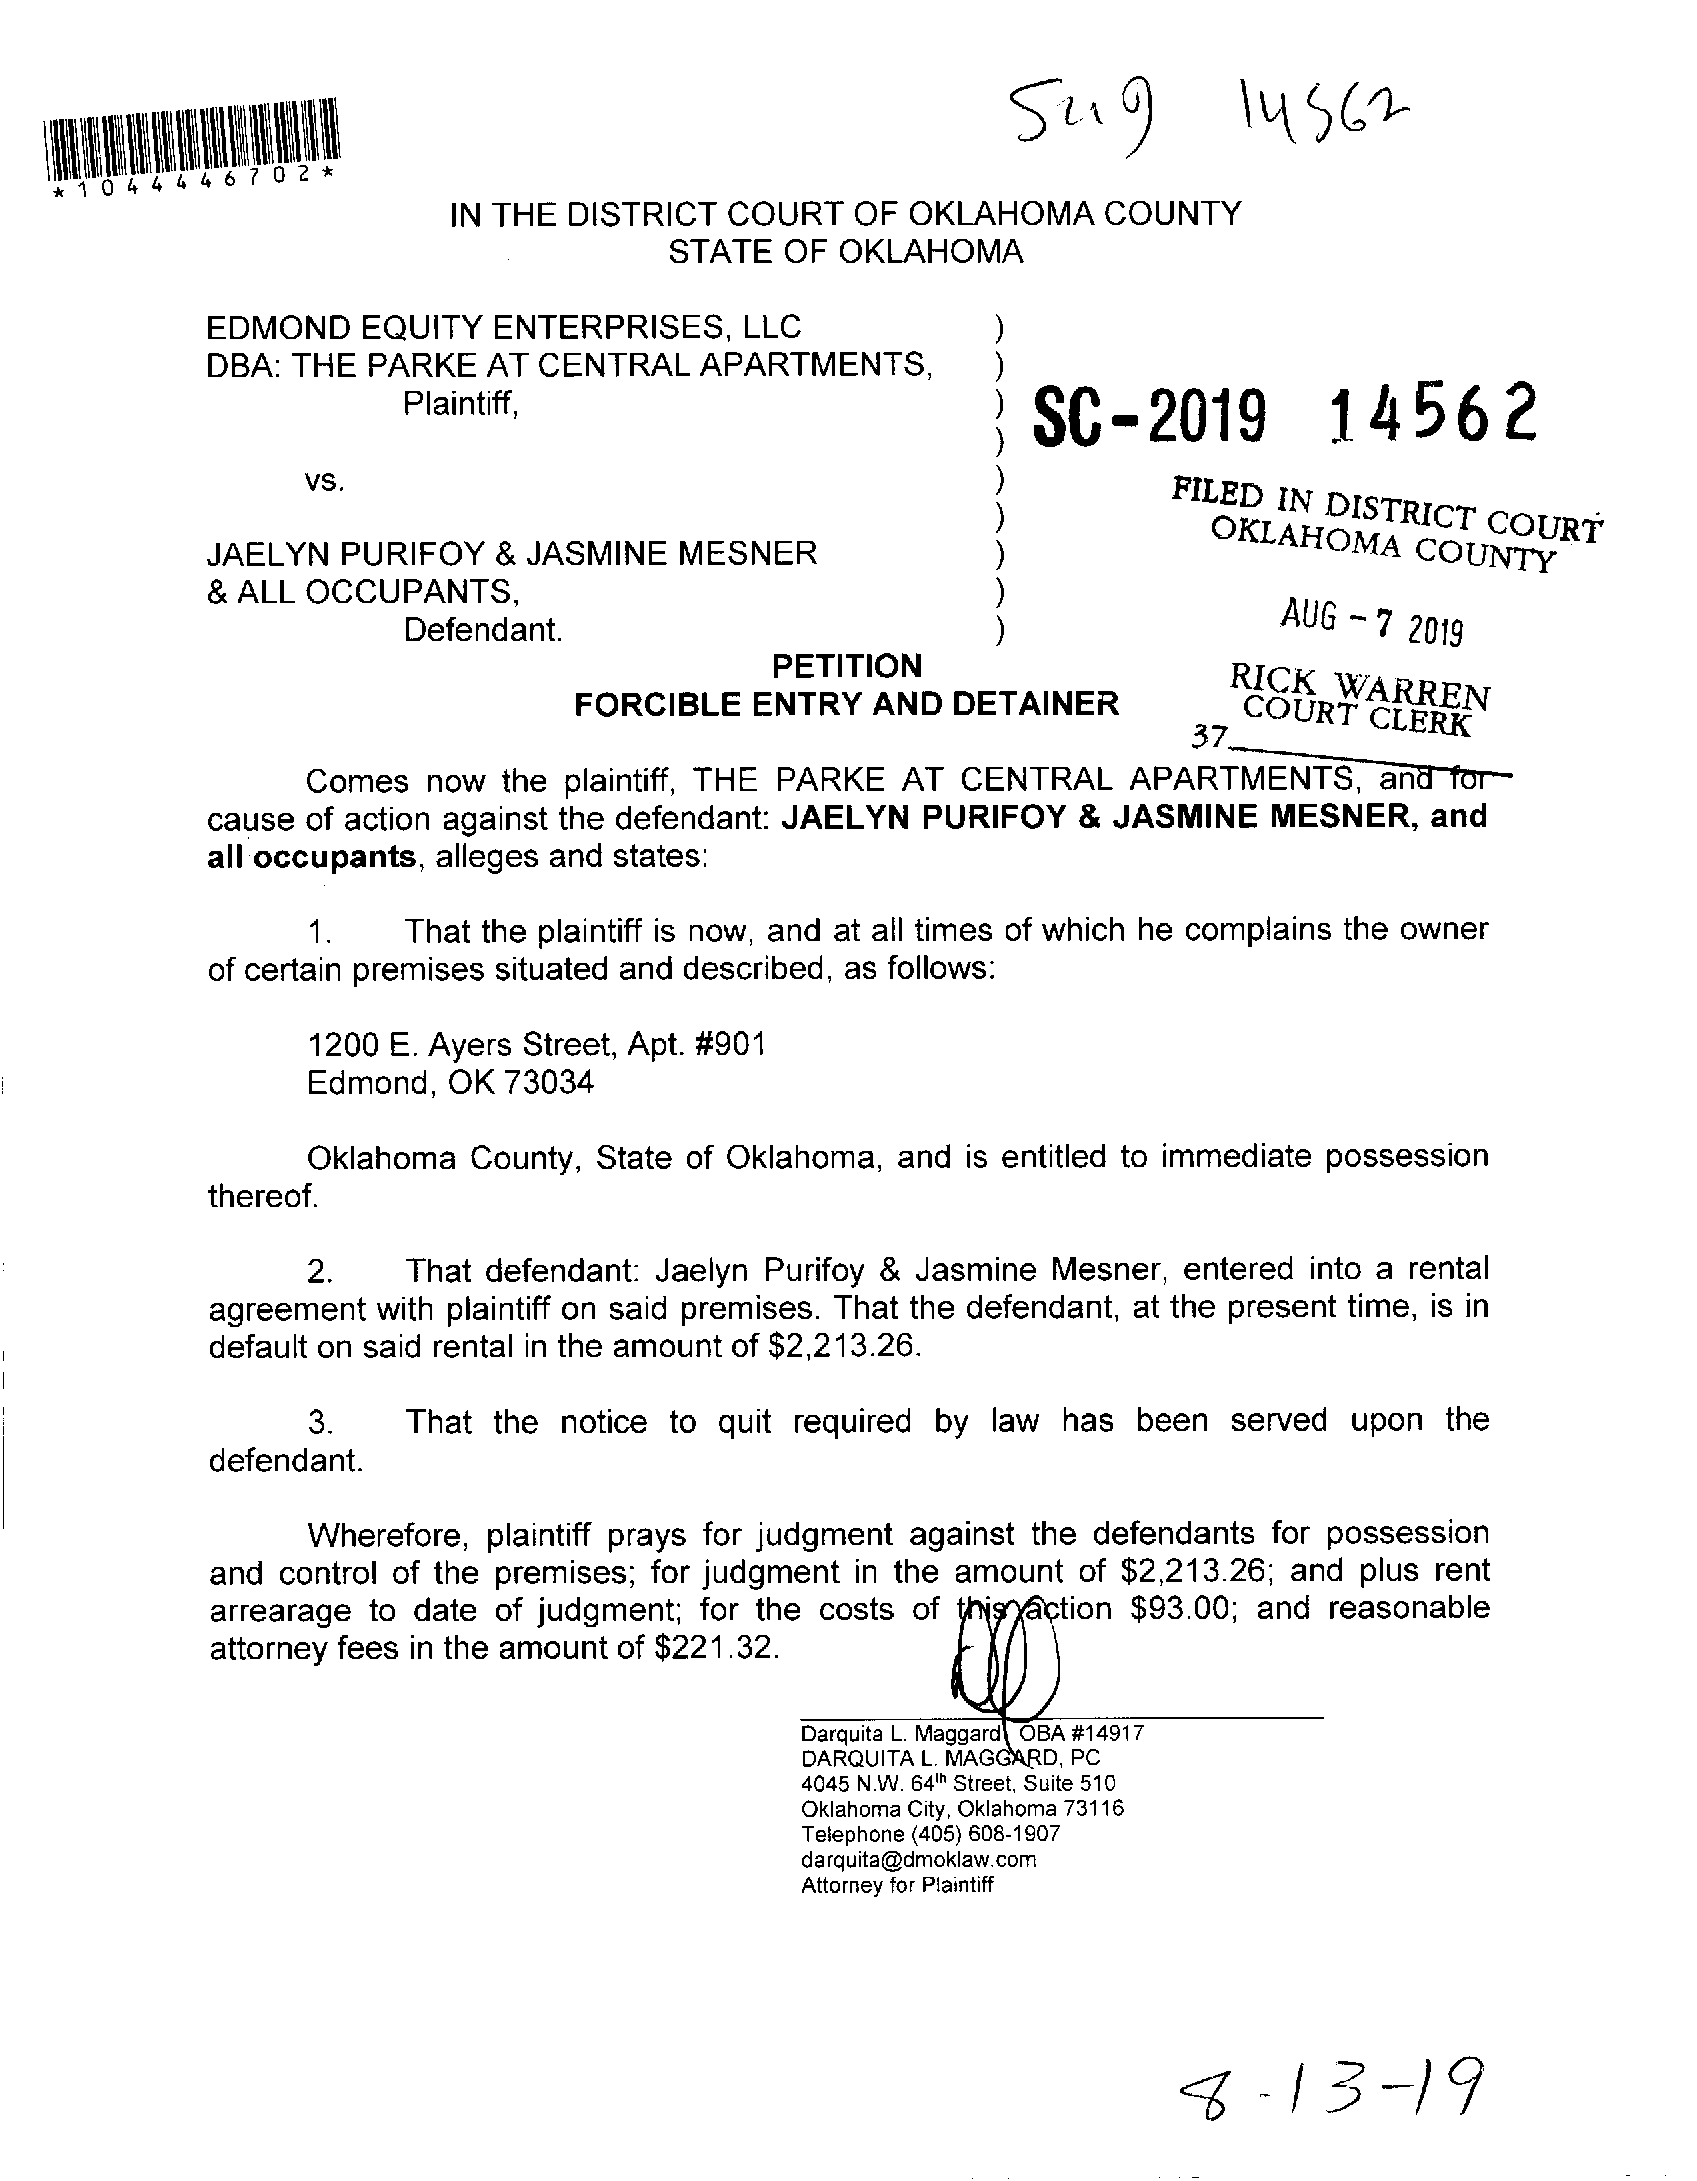 14562
*1044446702*
IN THE DISTRICT COURT OF OKLAHOMA COUNTY
STATE OF OKLAHOMA
EDMOND EQUITY ENTERPRISES, LLC )
DBA: THE PARKE AT CENTRAL APARTMENTS, )
Plaintiff, )
) SC-2019 14562
vs. )
)
JAELYN PURIFOY & JASMINE MESNER )
& ALL OCCUPANTS, )
Defendant. )
FILED IN DISTRICT COURT
OKLAHOMA COUNTY
AUG - 7 2019
RICK WARREN
COURT CLERK
37
PETITION
FORCIBLE ENTRY AND DETAINER
Comes now the plaintiff, THE PARKE AT CENTRAL APARTMENTS, and for
cause of action against the defendant: JAELYN PURIFOY & JASMINE MESNER, and
all occupants, alleges and states:
1. That the plaintiff is now, and at all times of which he complains the owner
of certain premises situated and described, as follows:
1200 E. Ayers Street, Apt. #901
Edmond, OK 73034
Oklahoma County, State of Oklahoma, and is entitled to immediate possession
thereof.
2. That defendant: Jaelyn Purifoy & Jasmine Mesner, entered into a rental
agreement with plaintiff on said premises. That the defendant, at the present time, is in
default on said rental in the amount of $2,213.26.
3. That the notice to quit required by law has been served upon the
defendant.
Wherefore, plaintiff prays for judgment against the defendants for possession
and control of the premises; for judgment in the amount of $2,213.26; and plus rent
arrearage to date of judgment; for the costs of this action $93.00; and reasonable
attorney fees in the amount of $221.32.
Darquita L. Maggard OBA #14917
DARQUITA L. MAGGARD, PC
4045 N.W. 64th Street, Suite 510
Oklahoma City, Oklahoma 73116
Telephone (405) 608-1907
darquita@dmoklaw.com
Attorney for Plaintiff
8-13-19